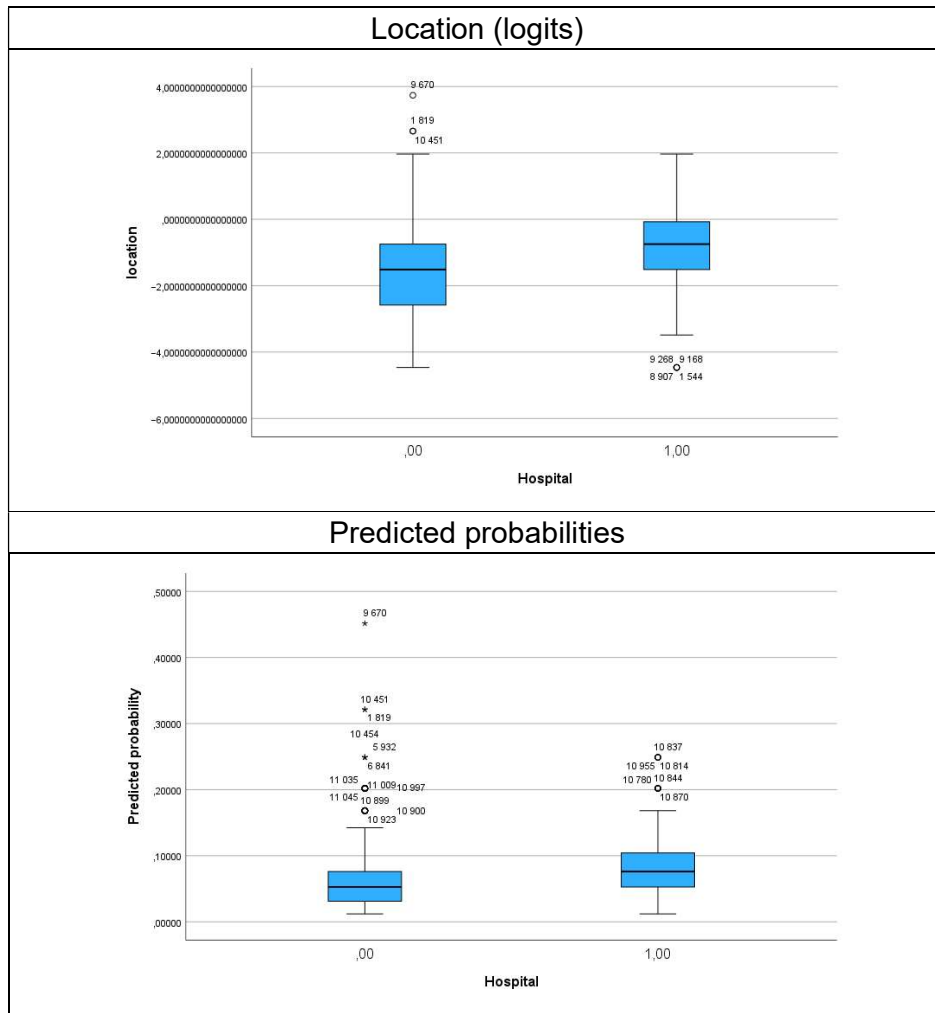 Location (logits)
9 670
4,0000000000000000
1 819
10 451
2,0000000000000000
,0000000000000000
−2,0000000000000000
−4,0000000000000000
9 268 9 168
8 907 1 544
−6,0000000000000000
location
,00
1,00
Hospital
Predicted probabilities
,50000
9 670
,40000
10 451
1 819
,30000
10 454
5 932
10 837
6 841
10 955 10 814
11 035
11 009 10 997
10 780 10 844
,20000
11 045 10 899
10 870
10 900
10 923
,10000
,00000
Predicted probability
,00
1,00
Hospital